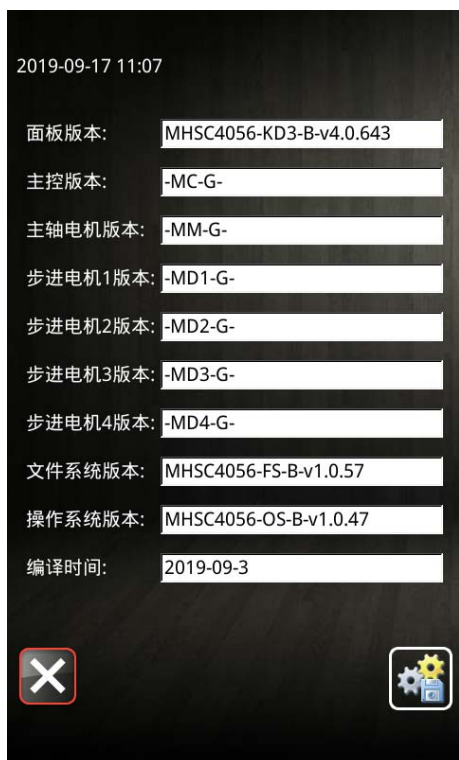 2019-09-17 11:07
面板版本: MHSC4056-KD3-B-v4.0.643
主控版本: -MC-G-
主轴电机版本: -MM-G-
步进电机1版本: -MD1-G-
步进电机2版本: -MD2-G-
步进电机3版本: -MD3-G-
步进电机4版本: -MD4-G-
文件系统版本: MHSC4056-FS-B-v1.0.57
操作系统版本: MHSC4056-OS-B-v1.0.47
编译时间: 2019-09-3